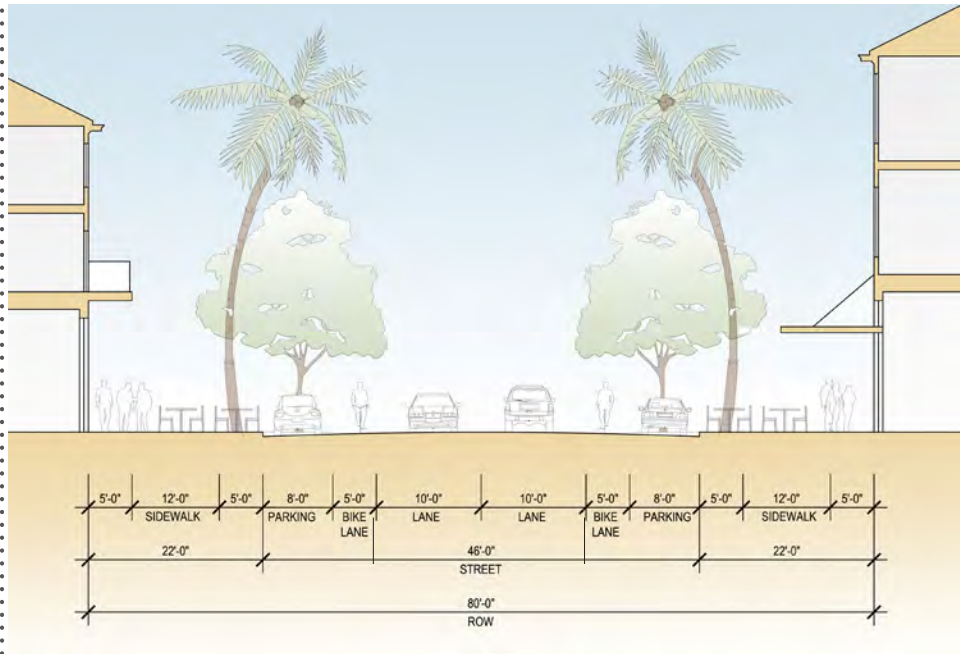 5'-0" 12'-0" 5'-0" 8'-0" 5'-0" 10'-0" 10'-0" 5'-0" 8'-0" 5'-0" 12'-0" 5'-0"
SIDEWALK PARKING BIKE LANE LANE BIKE PARKING SIDEWALK
LANE LANE
22'-0" 46'-0" 22'-0"
STREET
80'-0"
ROW